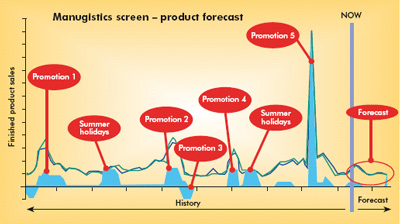 Manugistics screen – product forecast
NOW
Promotion 5
Promotion 1
Summer
holidays
Promotion 2
Promotion 3
Promotion 4
Summer
holidays
Forecast
Finished product sales
History
Forecast